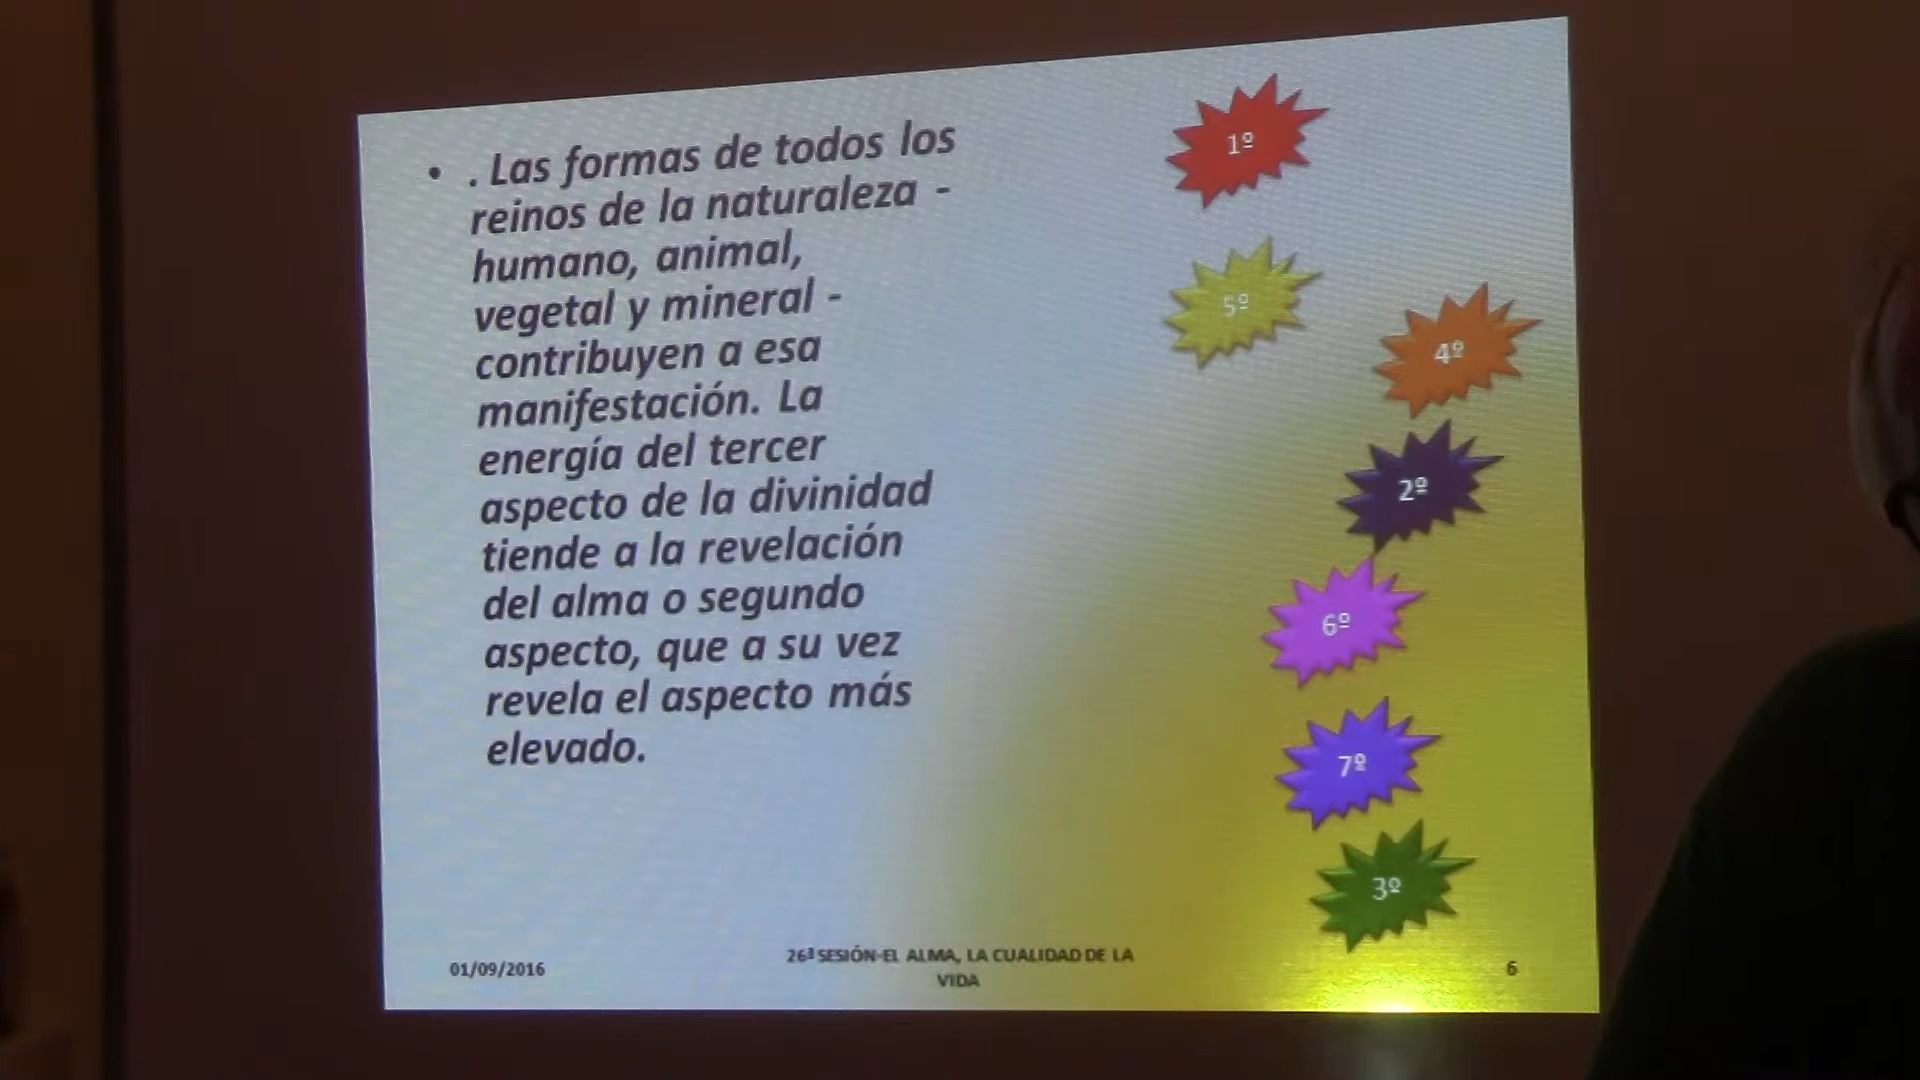 • . Las formas de todos los
reinos de la naturaleza -
humano, animal,
vegetal y mineral -
contribuyen a esa
manifestación. La
energía del tercer
aspecto de la divinidad
tiende a la revelación
del alma o segundo
aspecto, que a su vez
revela el aspecto más
elevado.
1º
5º
4º
2º
6º
7º
3º
01/09/2016
26ª SESIÓN-EL ALMA, LA CUALIDAD DE LA
VIDA
6